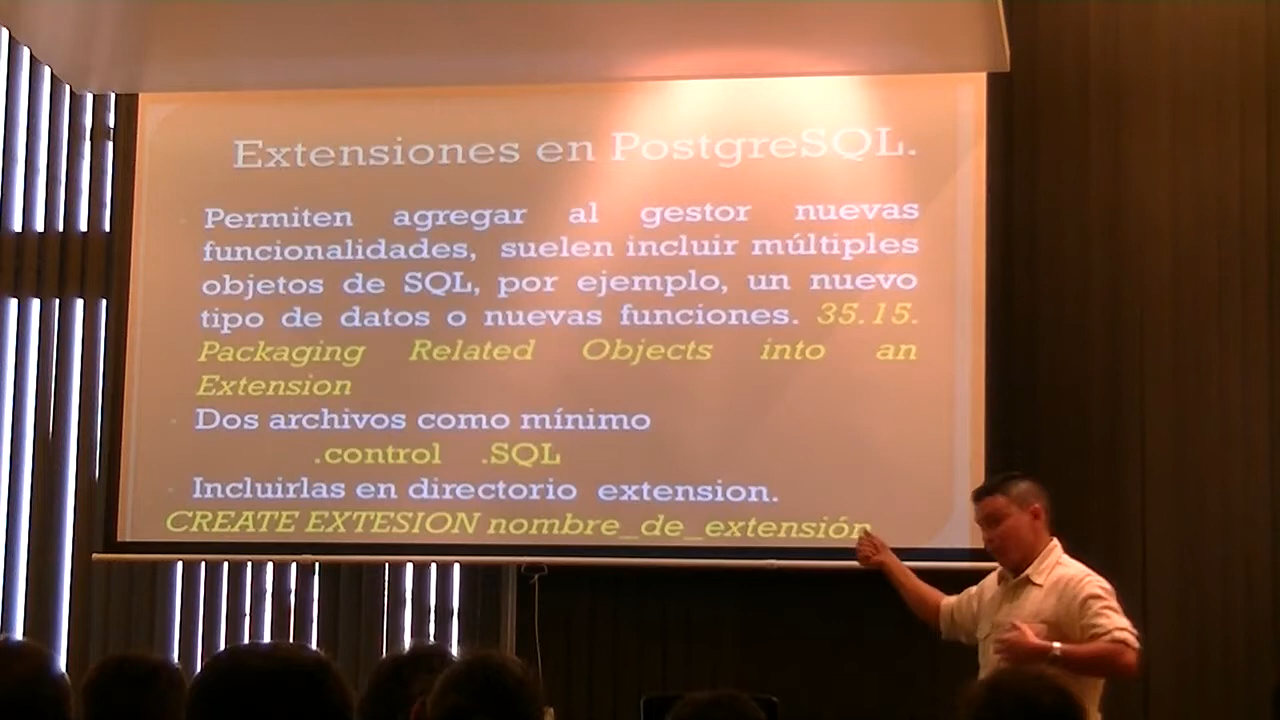 Extensiones en PostgreSQL.
Permiten agregar al gestor nuevas
funcionalidades, suelen incluir múltiples
objetos de SQL, por ejemplo, un nuevo
tipo de datos o nuevas funciones. 35.15.
Packaging Related Objects into an
Extension
Dos archivos como mínimo
.control .SQL
Incluirlas en directorio extension.
CREATE EXTESION nombre_de_extensión